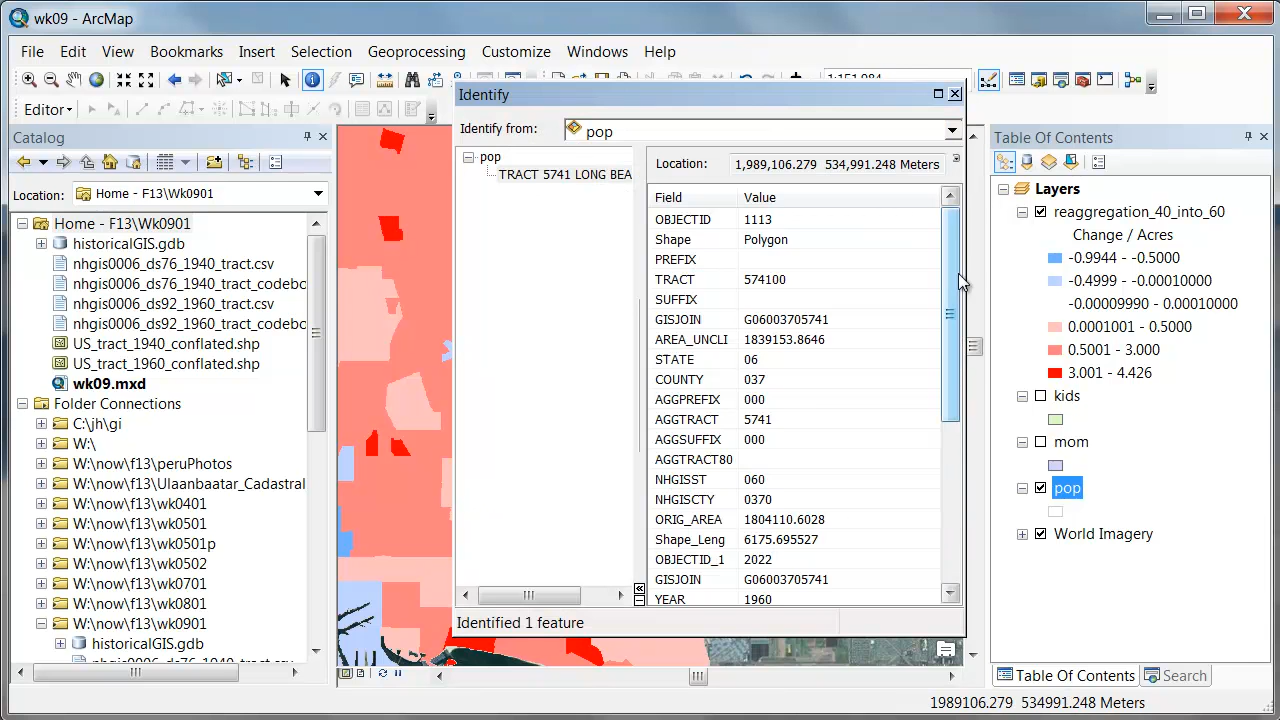 wk09 - ArcMap
File Edit View Bookmarks Insert Selection Geoprocessing Customize Windows Help
Editor
Catalog
Location: Home - F13\Wk0901
Home - F13\Wk0901
historicalGIS.gdb
nhgis0006_ds76_1940_tract.csv
nhgis0006_ds76_1940_tract_codebo
nhgis0006_ds92_1960_tract.csv
nhgis0006_ds92_1960_tract_codebo
US_tract_1940_conflated.shp
US_tract_1960_conflated.shp
wk09.mxd
Folder Connections
C:\jh\gi
W:\
W:\now\f13\peruPhotos
W:\now\f13\Ulaanbaatar_Cadastral
W:\now\f13\wk0401
W:\now\f13\wk0501
W:\now\f13\wk0501p
W:\now\f13\wk0502
W:\now\f13\wk0701
W:\now\f13\wk0801
W:\now\f13\wk0901
historicalGIS.gdb
Identify
Identify from: pop
pop
TRACT 5741 LONG BEA
Location: 1,989,106.279 534,991.248 Meters
Field Value
OBJECTID 1113
Shape Polygon
PREFIX
TRACT 574100
SUFFIX
GISJOIN G06003705741
AREA_UNCLI 1839153.8646
STATE 06
COUNTY 037
AGGPREFIX 000
AGGTRACT 5741
AGGSUFFIX 000
AGGTRACT80
NHGISST 060
NHGISCTY 0370
ORIG_AREA 1804110.6028
Shape_Leng 6175.695527
OBJECTID_1 2022
GISJOIN G06003705741
YEAR 1960
Identified 1 feature
Table Of Contents
Layers
reaggregation_40_into_60
Change / Acres
-0.9944 - -0.5000
-0.4999 - -0.00010000
-0.00009990 - -0.00010000
0.0001001 - 0.5000
0.5001 - 3.000
3.001 - 4.426
kids
mom
pop
World Imagery
Table Of Contents Search
1989106.279 534991.248 Meters